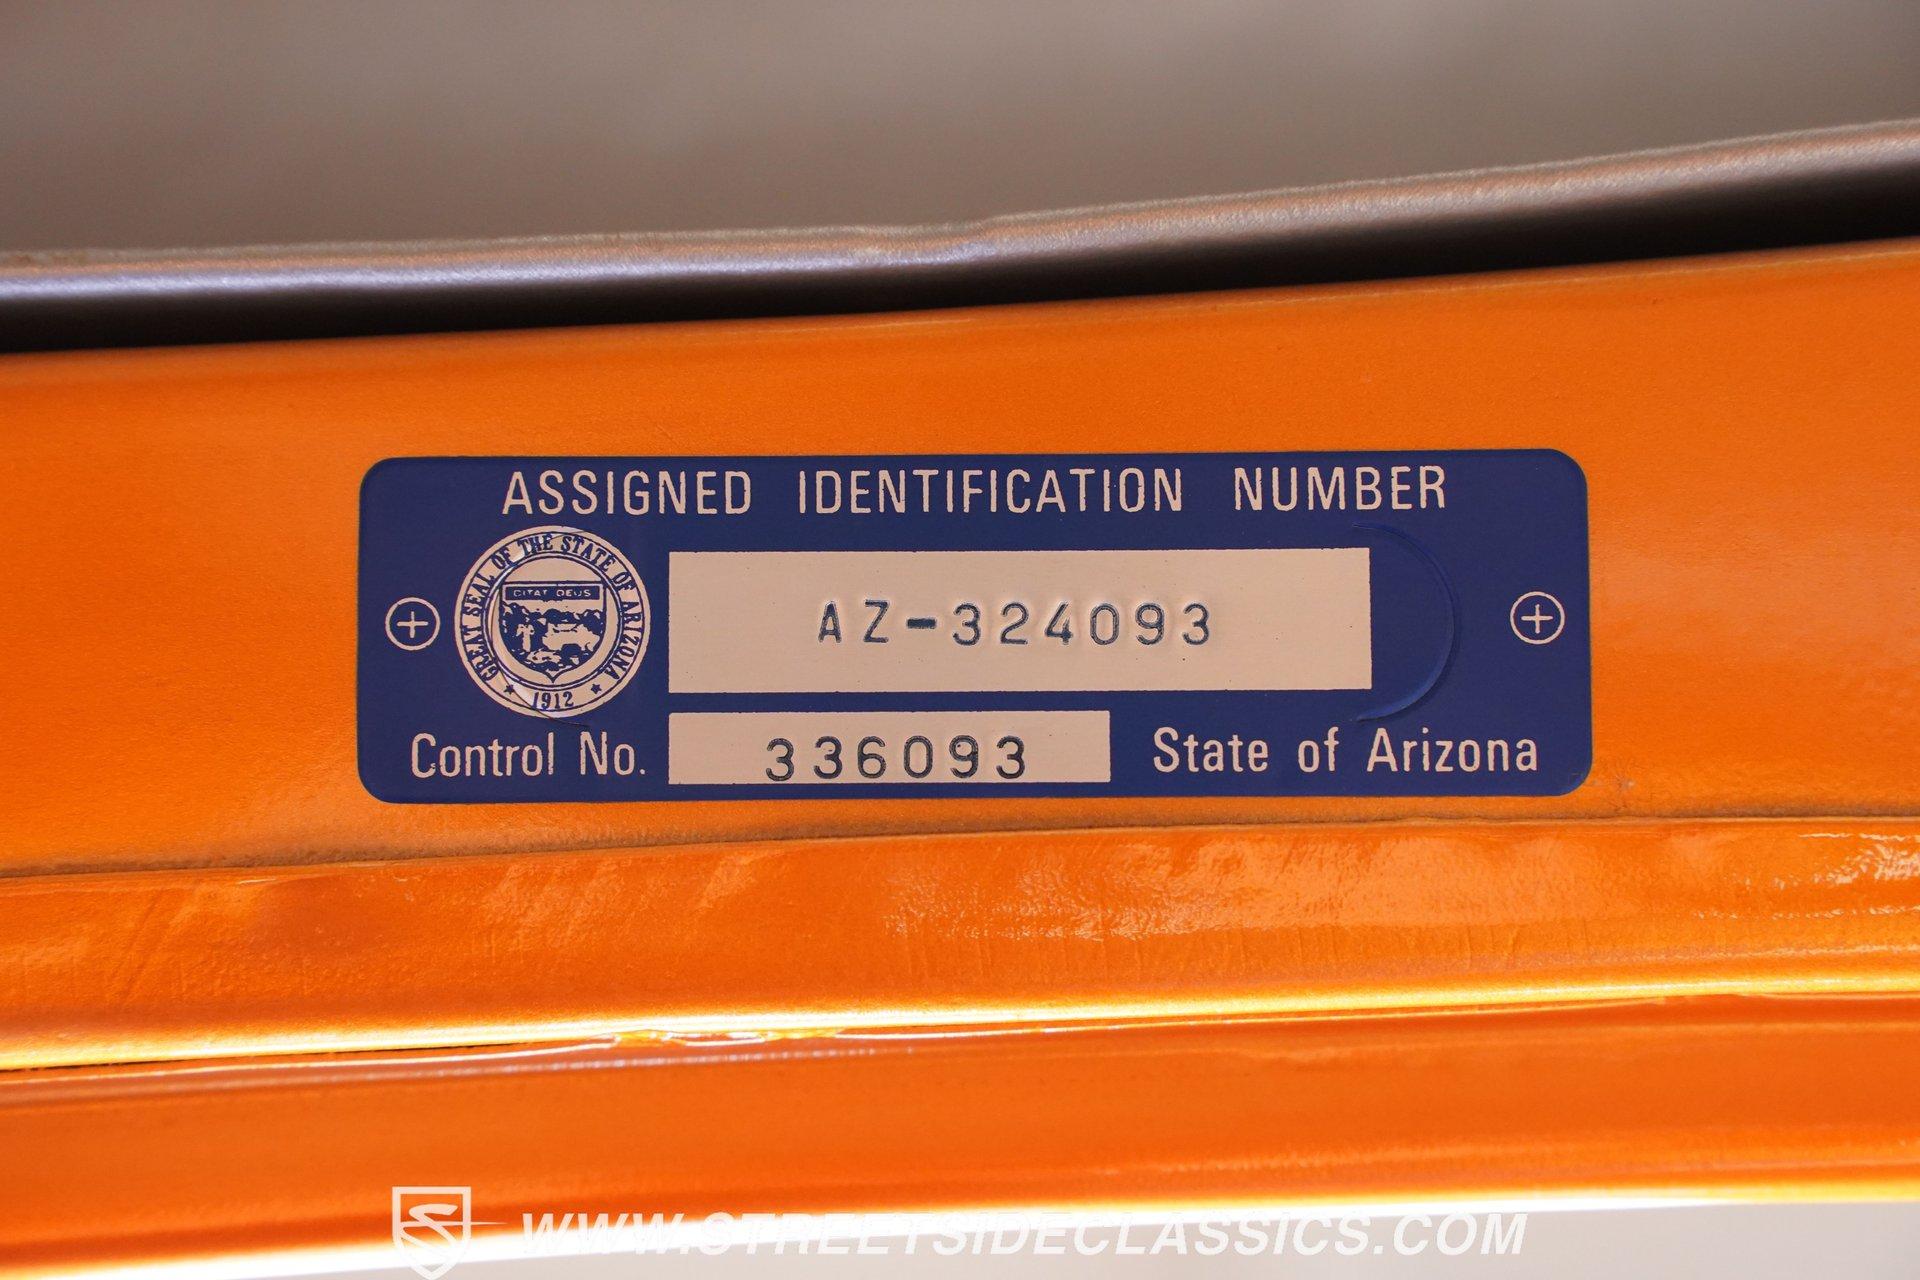 ASSIGNED IDENTIFICATION NUMBER
GREAT SEAL OF THE STATE OF ARIZONA
DITAT DEUS
1912
AZ-324093
Control No. 336093 State of Arizona
WWW.STREETSIDECLASSICS.COM